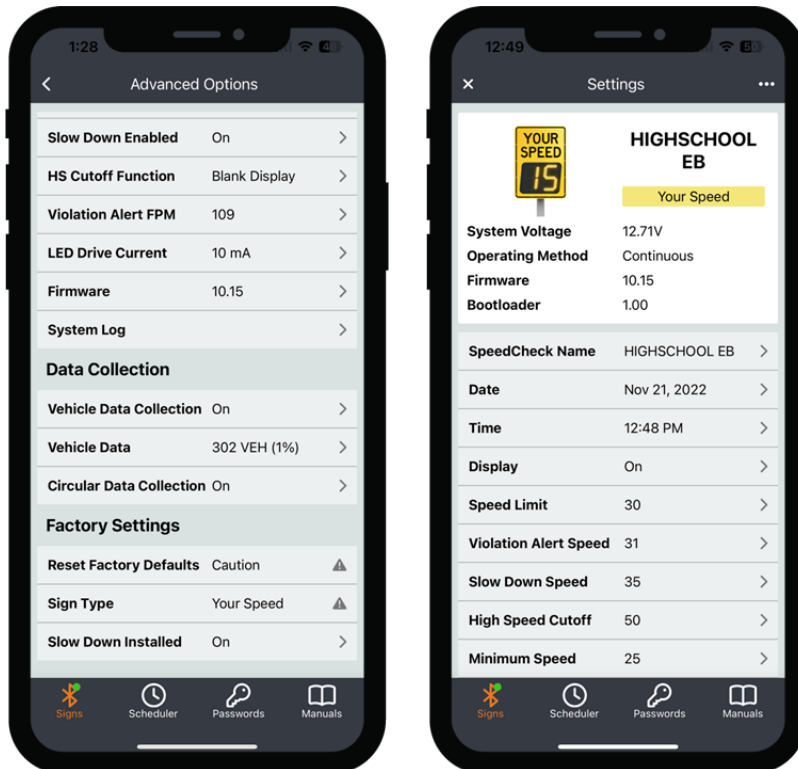 1:28
Advanced Options
Slow Down Enabled On
HS Cutoff Function Blank Display
Violation Alert FPM 109
LED Drive Current 10 mA
Firmware 10.15
System Log
Data Collection
Vehicle Data Collection On
Vehicle Data 302 VEH (1%)
Circular Data Collection On
Factory Settings
Reset Factory Defaults Caution
Sign Type Your Speed
Slow Down Installed On
Signs Scheduler Passwords Manuals
12:49
Settings
YOUR
SPEED
15
HIGHSCHOOL
EB
Your Speed
System Voltage 12.71V
Operating Method Continuous
Firmware 10.15
Bootloader 1.00
SpeedCheck Name HIGHSCHOOL EB
Date Nov 21, 2022
Time 12:48 PM
Display On
Speed Limit 30
Violation Alert Speed 31
Slow Down Speed 35
High Speed Cutoff 50
Minimum Speed 25
Signs Scheduler Passwords Manuals